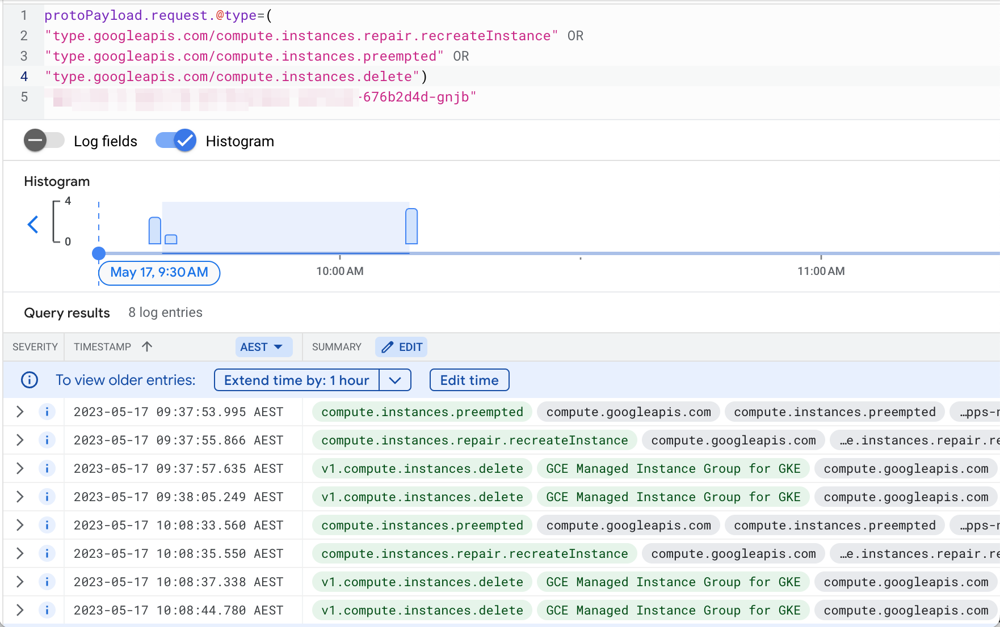 1 protoPayload.request.@type=(
2 "type.googleapis.com/compute.instances.repair.recreateInstance" OR
3 "type.googleapis.com/compute.instances.preempted" OR
4 "type.googleapis.com/compute.instances.delete")
5 -676b2d4d-gnjb"
Log fields Histogram
Histogram
4
0
May 17, 9:30 AM 10:00 AM 11:00 AM
Query results 8 log entries
SEVERITY TIMESTAMP AEST SUMMARY EDIT
To view older entries: Extend time by: 1 hour Edit time
2023-05-17 09:37:53.995 AEST compute.instances.preempted compute.googleapis.com compute.instances.preempted …pps-n
2023-05-17 09:37:55.866 AEST compute.instances.repair.recreateInstance compute.googleapis.com …e.instances.repair.re
2023-05-17 09:37:57.635 AEST v1.compute.instances.delete GCE Managed Instance Group for GKE compute.googleapis.com
2023-05-17 09:38:05.249 AEST v1.compute.instances.delete GCE Managed Instance Group for GKE compute.googleapis.com
2023-05-17 10:08:33.560 AEST compute.instances.preempted compute.googleapis.com compute.instances.preempted …pps-n
2023-05-17 10:08:35.550 AEST compute.instances.repair.recreateInstance compute.googleapis.com …e.instances.repair.re
2023-05-17 10:08:37.338 AEST v1.compute.instances.delete GCE Managed Instance Group for GKE compute.googleapis.com
2023-05-17 10:08:44.780 AEST v1.compute.instances.delete GCE Managed Instance Group for GKE compute.googleapis.com